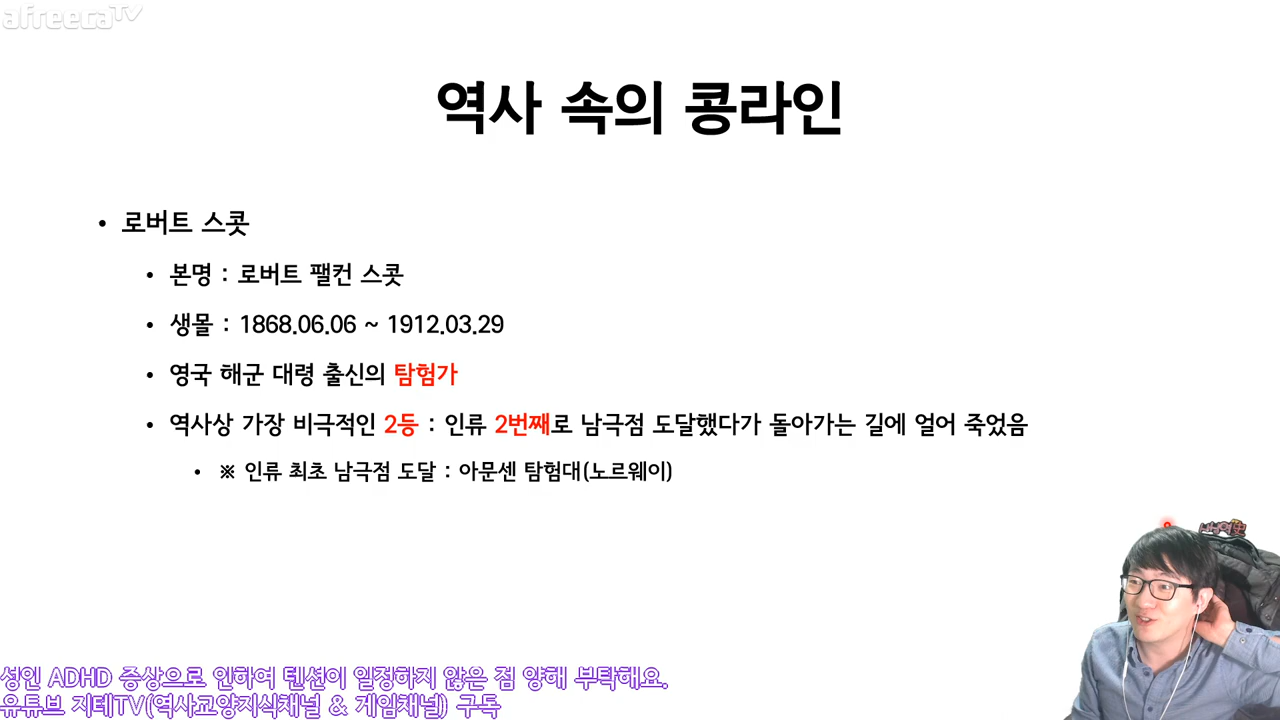 afreecaTV
역사 속의 콩라인
• 로버트 스콧
• 본명 : 로버트 팰컨 스콧
• 생몰 : 1868.06.06 ~ 1912.03.29
• 영국 해군 대령 출신의 탐험가
• 역사상 가장 비극적인 2등 : 인류 2번째로 남극점 도달했다가 돌아가는 길에 얼어 죽었음
• ※ 인류 최초 남극점 도달 : 아문센 탐험대(노르웨이)
성인 ADHD 증상으로 인하여 텐션이 일정하지 않은 점 양해 부탁해요.
유튜브 지테TV(역사교양지식채널 & 게임채널) 구독